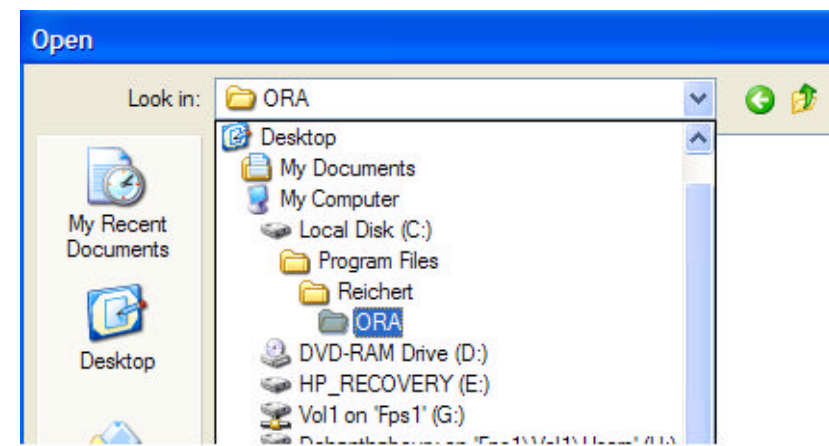 Open
Look in: ORA
Desktop
My Documents
My Computer
Local Disk (C:)
Program Files
Reichert
ORA
DVD-RAM Drive (D:)
HP_RECOVERY (E:)
Vol1 on 'Fps1' (G:)
My Recent
Documents
Desktop